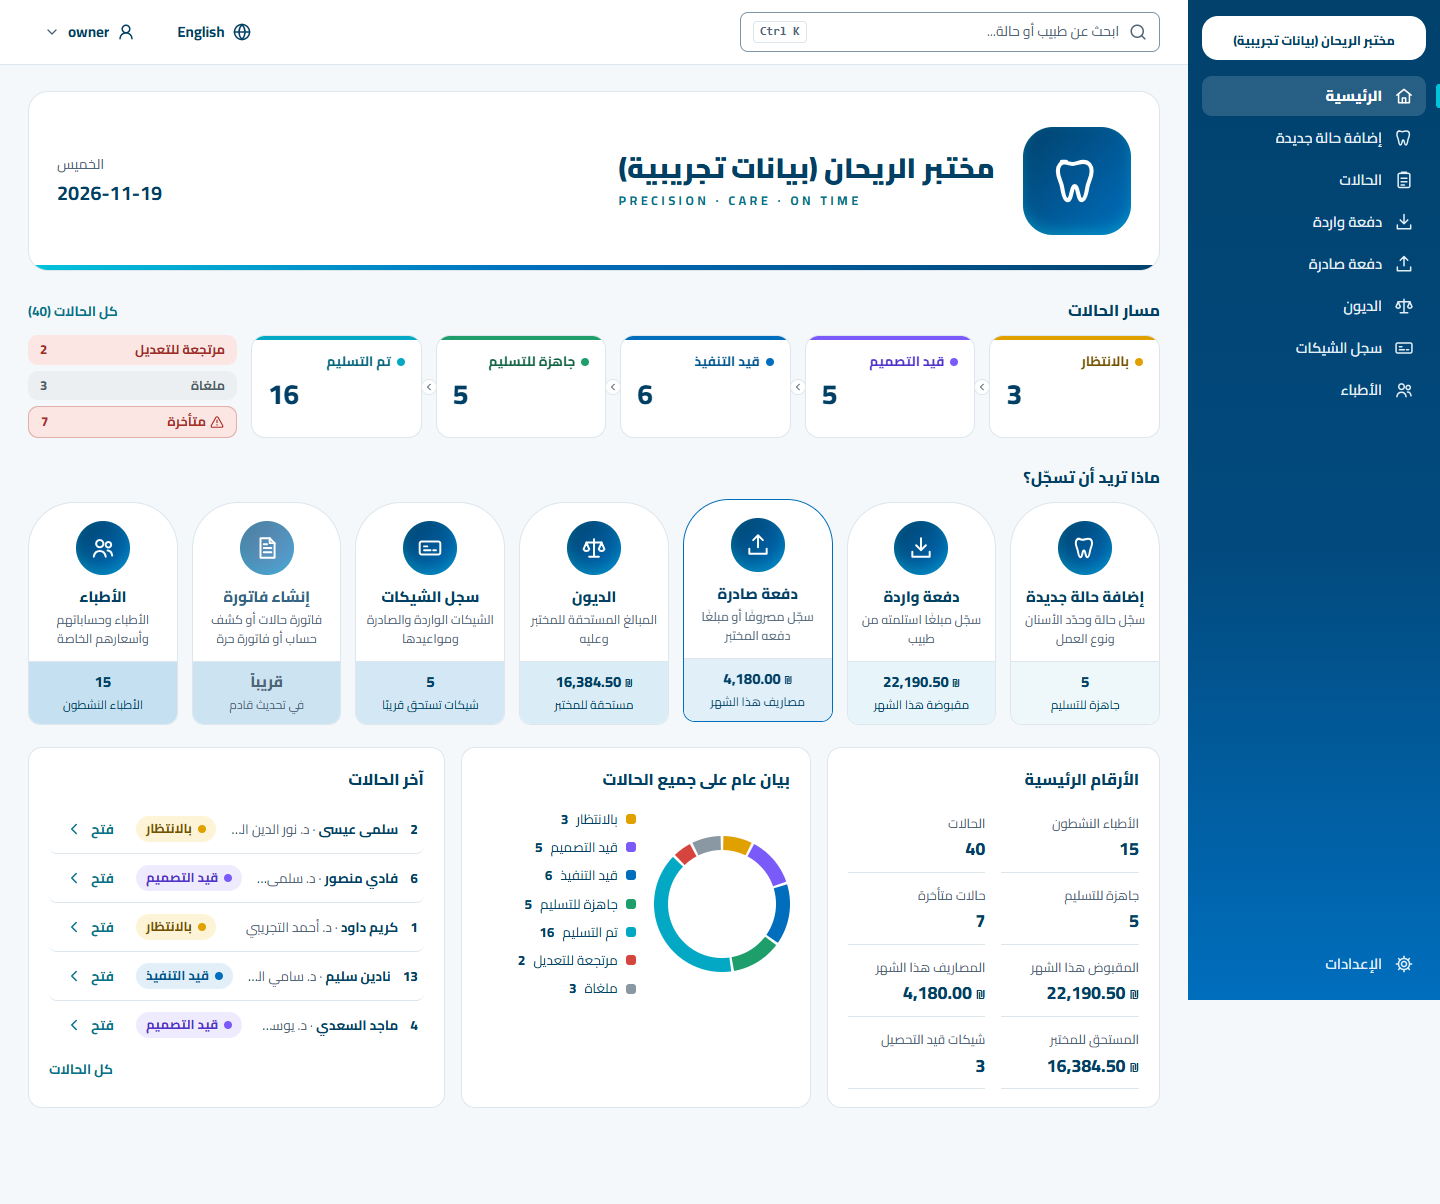 مختبر الريحان (بيانات تجريبية)
الرئيسية
إضافة حالة جديدة
الحالات
دفعة واردة
دفعة صادرة
الديون
سجل الشيكات
الأطباء
الإعدادات
ابحث عن طبيب أو حالة...
Ctrl K
English
owner
مختبر الريحان (بيانات تجريبية)
PRECISION · CARE · ON TIME
الخميس
2026-11-19
مسار الحالات
كل الحالات (40)
بالانتظار
3
قيد التصميم
5
قيد التنفيذ
6
جاهزة للتسليم
5
تم التسليم
16
مرتجعة للتعديل 2
ملغاة 3
متأخرة 7
ماذا تريد أن تسجّل؟
إضافة حالة جديدة
سجّل حالة وحدّد الأسنان
ونوع العمل
5
جاهزة للتسليم
دفعة واردة
سجّل مبلغًا استلمته من
طبيب
₪ 22,190.50
مقبوضة هذا الشهر
دفعة صادرة
سجّل مصروفًا أو مبلغًا
دفعه المختبر
₪ 4,180.00
مصاريف هذا الشهر
الديون
المبالغ المستحقة للمختبر
وعليه
₪ 16,384.50
مستحقة للمختبر
سجل الشيكات
الشيكات الواردة والصادرة
ومواعيدها
5
شيكات تستحق قريبًا
إنشاء فاتورة
فاتورة حالات أو كشف
حساب أو فاتورة حرة
قريباً
في تحديث قادم
الأطباء
الأطباء وحساباتهم
وأسعارهم الخاصة
15
الأطباء النشطون
الأرقام الرئيسية
الأطباء النشطون
15
الحالات
40
جاهزة للتسليم
5
حالات متأخرة
7
المقبوض هذا الشهر
₪ 22,190.50
المصاريف هذا الشهر
₪ 4,180.00
المستحق للمختبر
₪ 16,384.50
شيكات قيد التحصيل
3
بيان عام على جميع الحالات
بالانتظار 3
قيد التصميم 5
قيد التنفيذ 6
جاهزة للتسليم 5
تم التسليم 16
مرتجعة للتعديل 2
ملغاة 3
آخر الحالات
2 سلمى عيسى · د. نور الدين الـ... بالانتظار فتح
6 فادي منصور · د. سلمى... قيد التصميم فتح
1 كريم داود · د. أحمد التجريبي بالانتظار فتح
13 نادين سليم · د. سامي الـ... قيد التنفيذ فتح
4 ماجد السعدي · د. يوسـ... قيد التصميم فتح
كل الحالات